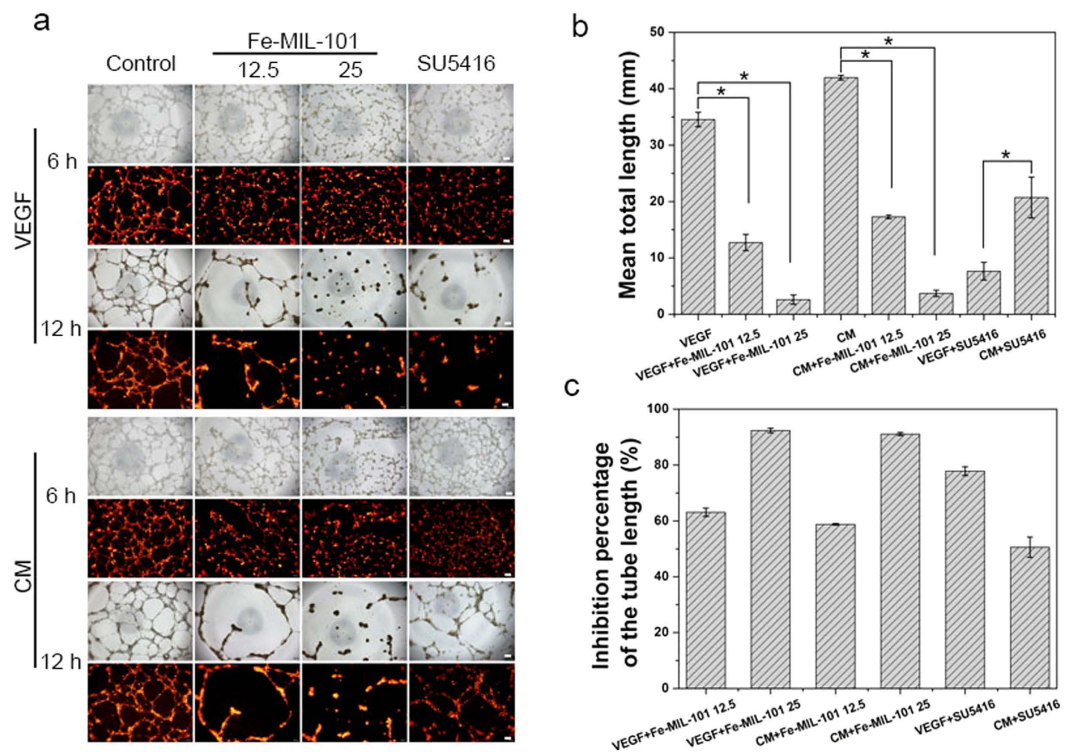 a
Fe-MIL-101
Control 12.5 25 SU5416
VEGF
6 h
12 h
CM
6 h
12 h
b
Mean total length (mm)
50
40
30
20
10
0
* * * * *
VEGF
VEGF+Fe-MIL-101 12.5
VEGF+Fe-MIL-101 25
CM
CM+Fe-MIL-101 12.5
CM+Fe-MIL-101 25
VEGF+SU5416
CM+SU5416
c
Inhibition percentage
of the tube length (%)
100
80
60
40
20
0
VEGF+Fe-MIL-101 12.5
VEGF+Fe-MIL-101 25
CM+Fe-MIL-101 12.5
CM+Fe-MIL-101 25
VEGF+SU5416
CM+SU5416